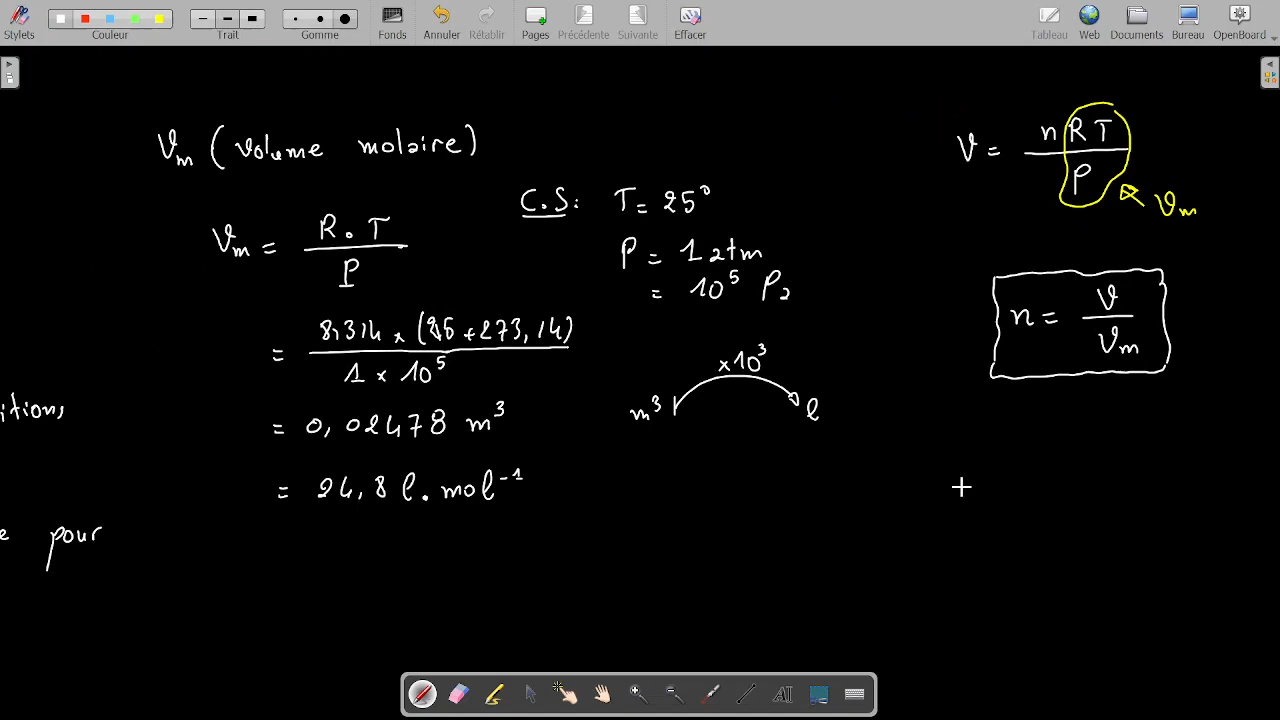 Stylets
Couleur
Trait
Gomme
Fonds
Annuler
Rétablir
Pages
Précédente
Suivante
Effacer
Tableau
Web
Documents
Bureau
OpenBoard
Vm (volume molaire)
Vm = R . T / P
= 8,314 x (25 + 273,14) / 1 x 10⁵
= 0,02478 m³
= 24,8 l . mol⁻¹
C.S: T = 25°
P = 1 atm
= 10⁵ Pa
x10³
m³ l
V = nRT / P
Vm
n = V / Vm
itions
pour